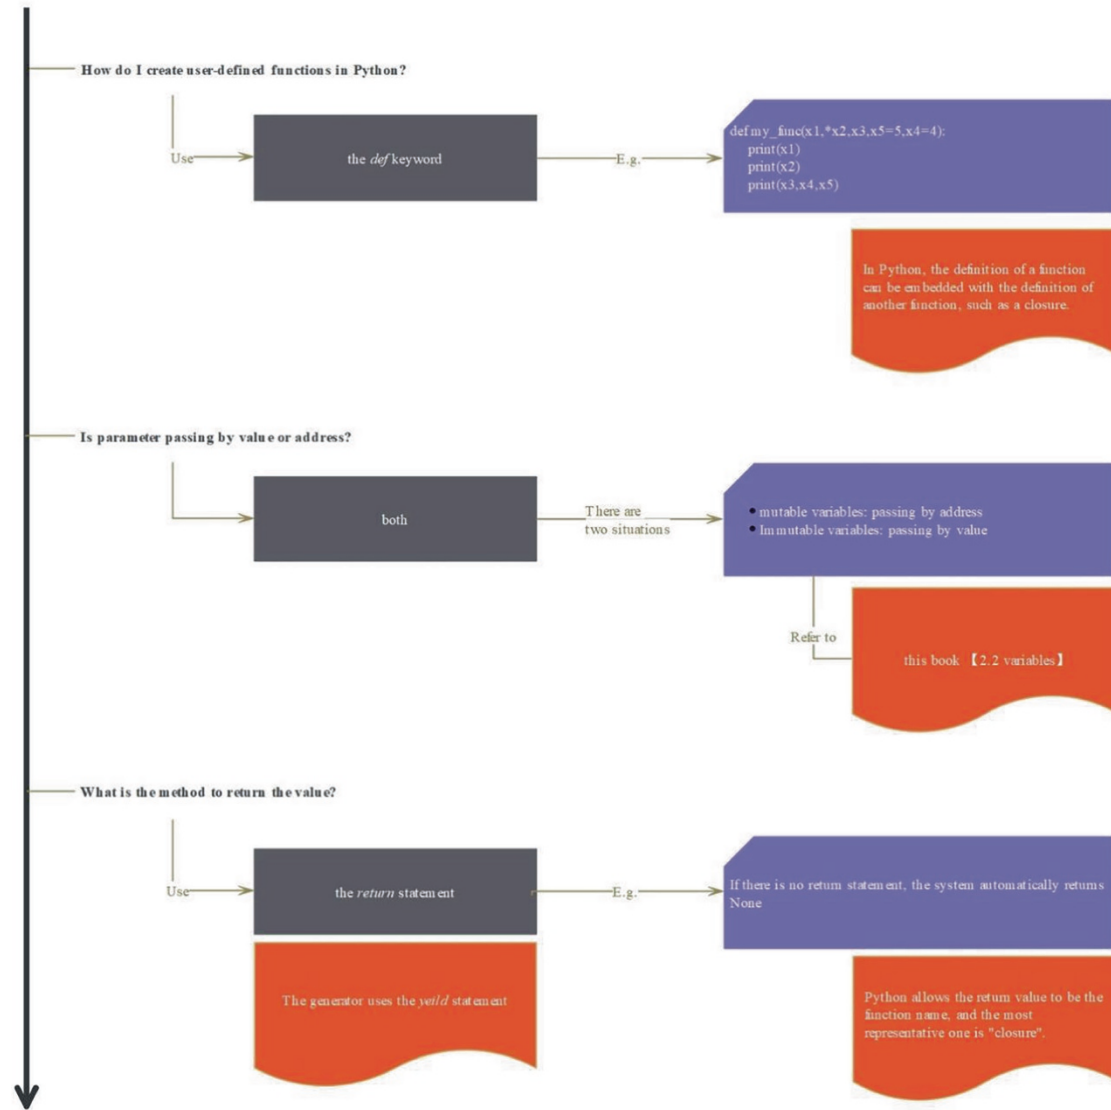 How do I create user-defined functions in Python?
Use
the def keyword
E.g.
def my_func(x1,*x2,x3,x5=5,x4=4):
print(x1)
print(x2)
print(x3,x4,x5)
In Python, the definition of a function
can be embedded with the definition of
another function, such as a closure.
Is parameter passing by value or address?
both
There are
two situations
• mutable variables: passing by address
• Immutable variables: passing by value
Refer to
this book 【2.2 variables】
What is the method to return the value?
Use
the return statement
E.g.
If there is no return statement, the system automatically returns
None
The generator uses the yeild statement
Python allows the return value to be the
function name, and the most
representative one is "closure".